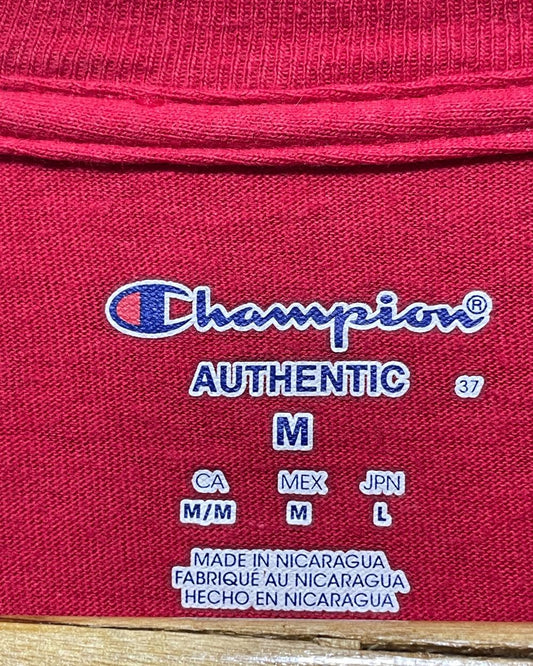 Champion®
AUTHENTIC 37
M
CA MEX JPN
M/M M L
MADE IN NICARAGUA
FABRIQUÉ AU NICARAGUA
HECHO EN NICARAGUA